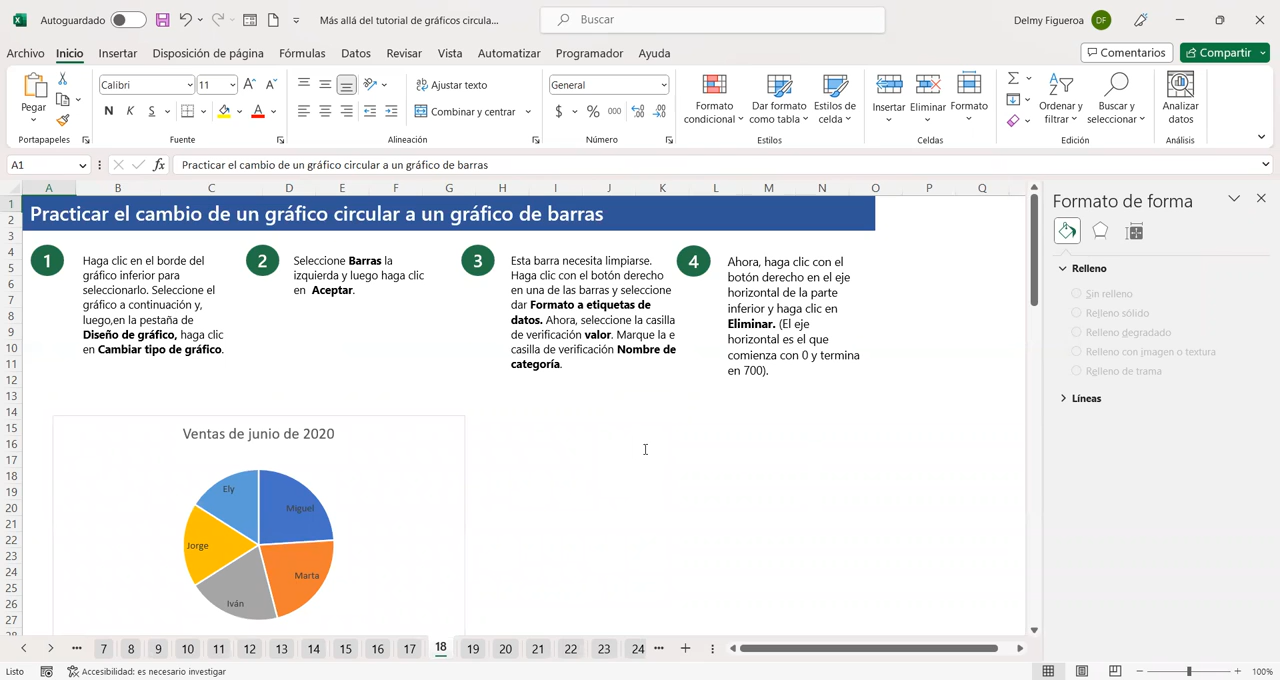 Autoguardado
Más allá del tutorial de gráficos circula...
Buscar
Delmy Figueroa
DF
Archivo Inicio Insertar Disposición de página Fórmulas Datos Revisar Vista Automatizar Programador Ayuda
Comentarios
Compartir
Pegar
Portapapeles
Calibri
11
N K S
Fuente
Ajustar texto
Combinar y centrar
Alineación
General
$ % 000
Número
Formato
condicional
Dar formato
como tabla
Estilos de
celda
Estilos
Insertar
Eliminar
Formato
Celdas
Ordenar y
filtrar
Buscar y
seleccionar
Edición
Analizar
datos
Análisis
A1
fx
Practicar el cambio de un gráfico circular a un gráfico de barras
A B C D E F G H I J K L M N O P Q
1
2
3
4
5
6
7
8
9
10
11
12
13
14
15
16
17
18
19
20
21
22
23
24
25
26
27
28
Practicar el cambio de un gráfico circular a un gráfico de barras
1
Haga clic en el borde del
gráfico inferior para
seleccionarlo. Seleccione el
gráfico a continuación y,
luego,en la pestaña de
Diseño de gráfico, haga clic
en Cambiar tipo de gráfico.
2
Seleccione Barras la
izquierda y luego haga clic
en Aceptar.
3
Esta barra necesita limpiarse.
Haga clic con el botón derecho
en una de las barras y seleccione
dar Formato a etiquetas de
datos. Ahora, seleccione la casilla
de verificación valor. Marque la e
casilla de verificación Nombre de
categoría.
4
Ahora, haga clic con el
botón derecho en el eje
horizontal de la parte
inferior y haga clic en
Eliminar. (El eje
horizontal es el que
comienza con 0 y termina
en 700).
Ventas de junio de 2020
Ely
Miguel
Jorge
Marta
Iván
Formato de forma
Relleno
Sin relleno
Relleno sólido
Relleno degradado
Relleno con imagen o textura
Relleno de trama
Líneas
... 7 8 9 10 11 12 13 14 15 16 17 18 19 20 21 22 23 24 ...
Listo
Accesibilidad: es necesario investigar
100%